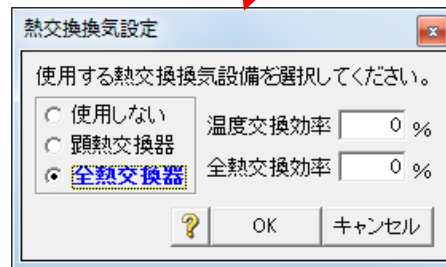 熱交換換気設定
使用する熱交換換気設備を選択してください。
使用しない
顕熱交換器
全熱交換器
温度交換効率 0 %
全熱交換効率 0 %
? OK キャンセル